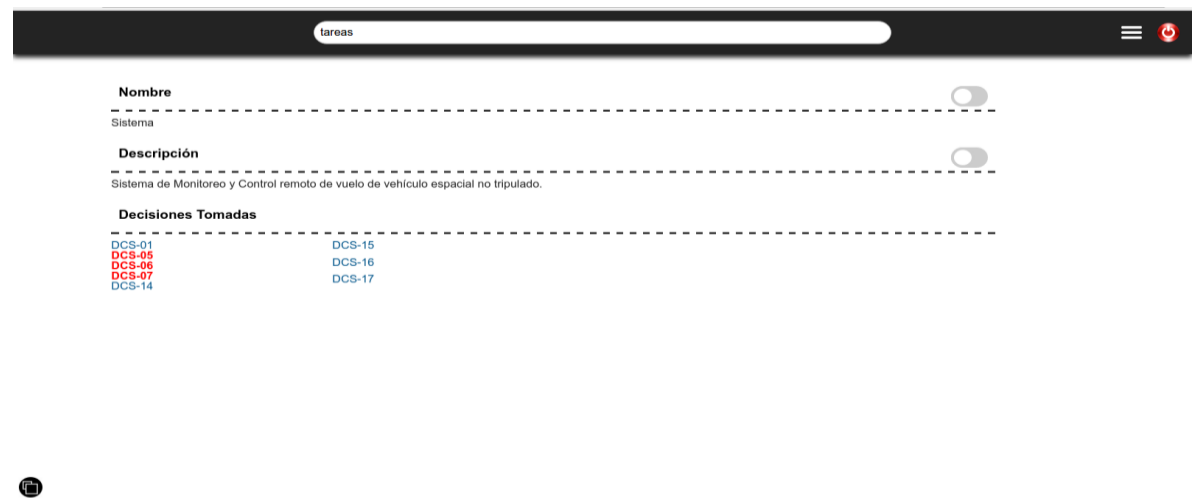 tareas
Nombre
Sistema
Descripción
Sistema de Monitoreo y Control remoto de vuelo de vehículo espacial no tripulado.
Decisiones Tomadas
DCS-01
DCS-05
DCS-06
DCS-07
DCS-14
DCS-15
DCS-16
DCS-17